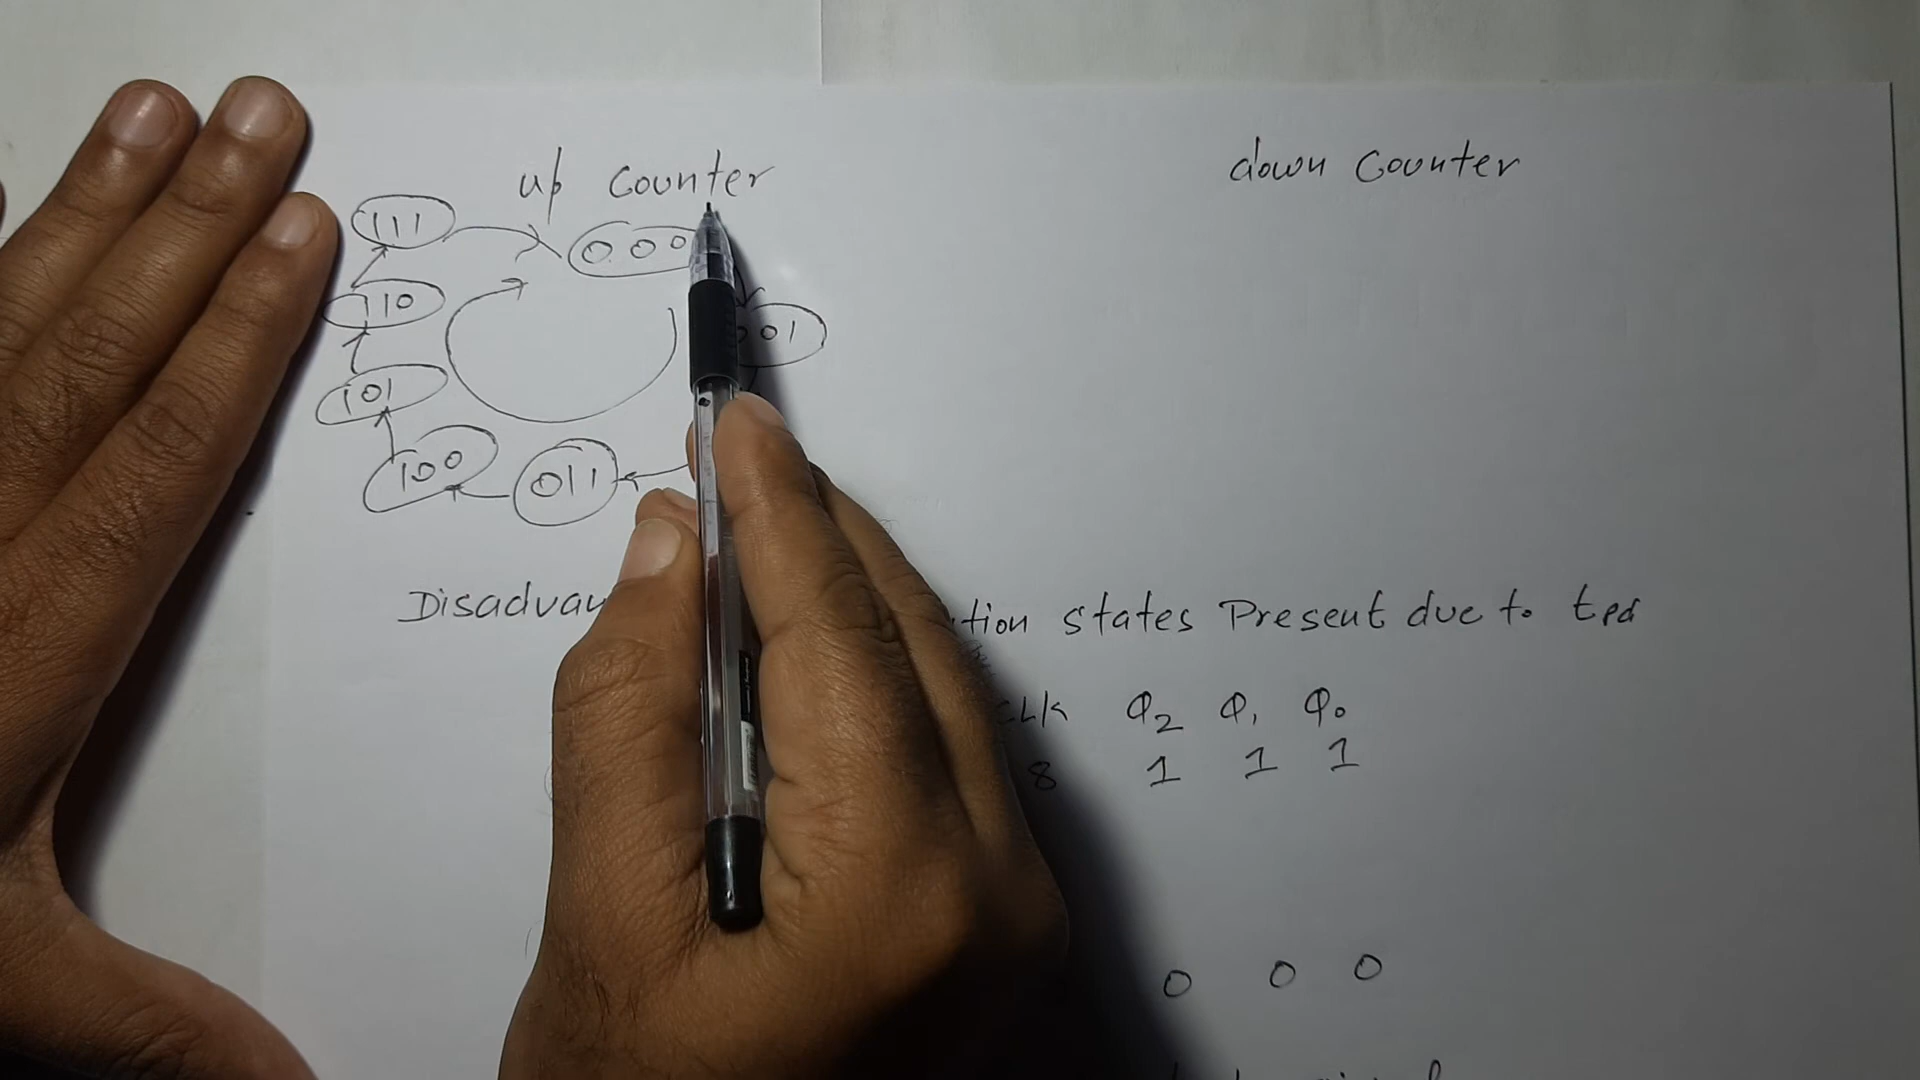 up Counter
down Counter
111
000
110
001
101
100
011
tion states Present due to tpd
CLK Q2 Q1 Q0
8 1 1 1
0 0 0